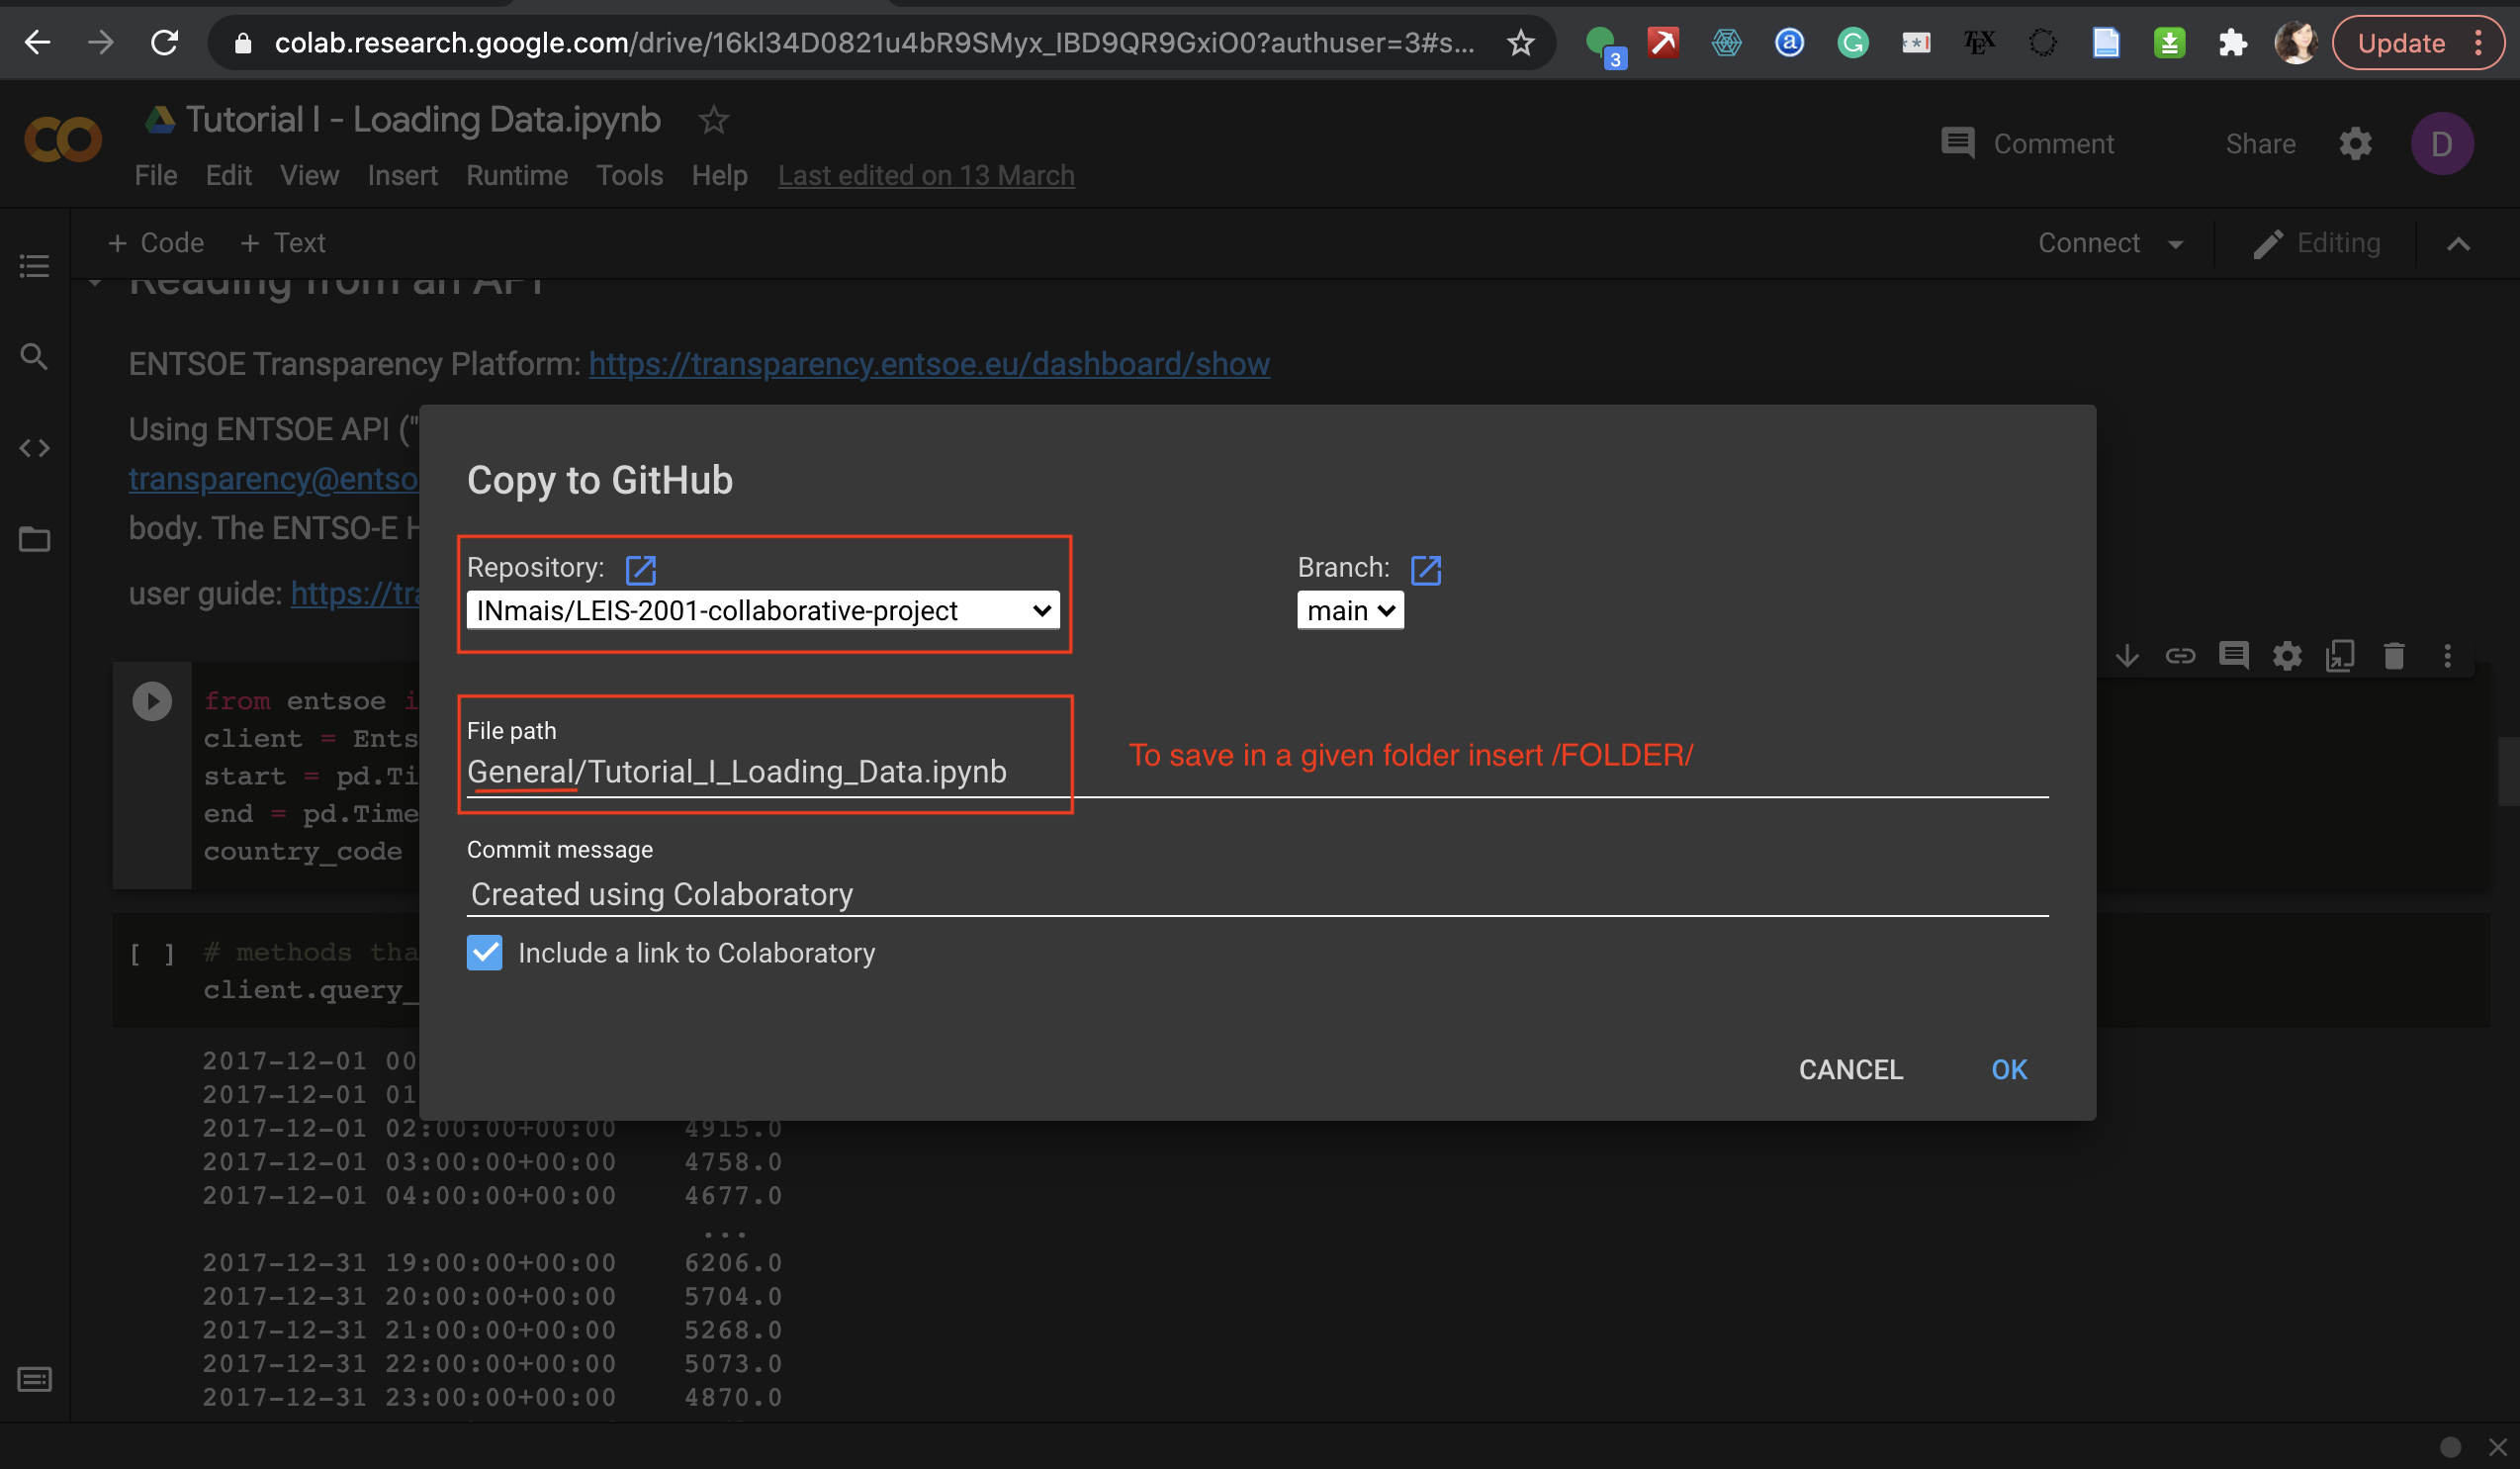 colab.research.google.com/drive/16kl34D0821u4bR9SMyx_IBD9QR9GxiO0?authuser=3#s...
3
Update
Tutorial I - Loading Data.ipynb
Comment
Share
D
File Edit View Insert Runtime Tools Help Last edited on 13 March
+ Code + Text
Connect
Editing
Reading from an API
ENTSOE Transparency Platform: https://transparency.entsoe.eu/dashboard/show
Using ENTSOE API ("
transparency@entso
body. The ENTSO-E H
user guide: https://tra
Copy to GitHub
Repository:
Branch:
INmais/LEIS-2001-collaborative-project
main
File path
General/Tutorial_I_Loading_Data.ipynb
To save in a given folder insert /FOLDER/
Commit message
Created using Colaboratory
Include a link to Colaboratory
CANCEL OK
from entsoe i
client = Ents
start = pd.Ti
end = pd.Time
country_code
[ ] # methods tha
client.query_
2017-12-01 00
2017-12-01 01
2017-12-01 02:00:00+00:00 4915.0
2017-12-01 03:00:00+00:00 4758.0
2017-12-01 04:00:00+00:00 4677.0
...
2017-12-31 19:00:00+00:00 6206.0
2017-12-31 20:00:00+00:00 5704.0
2017-12-31 21:00:00+00:00 5268.0
2017-12-31 22:00:00+00:00 5073.0
2017-12-31 23:00:00+00:00 4870.0